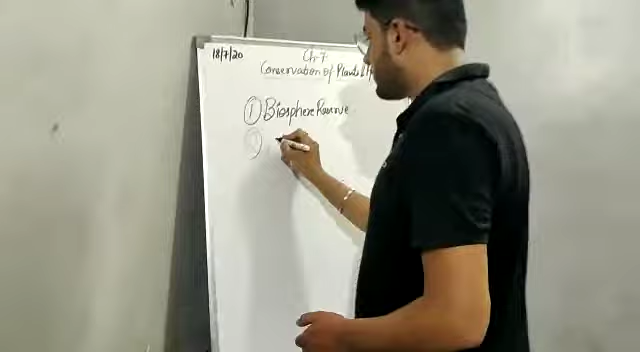 18/7/20
Ch-7
Conservation of Plants &
① Biosphere Reserve
②